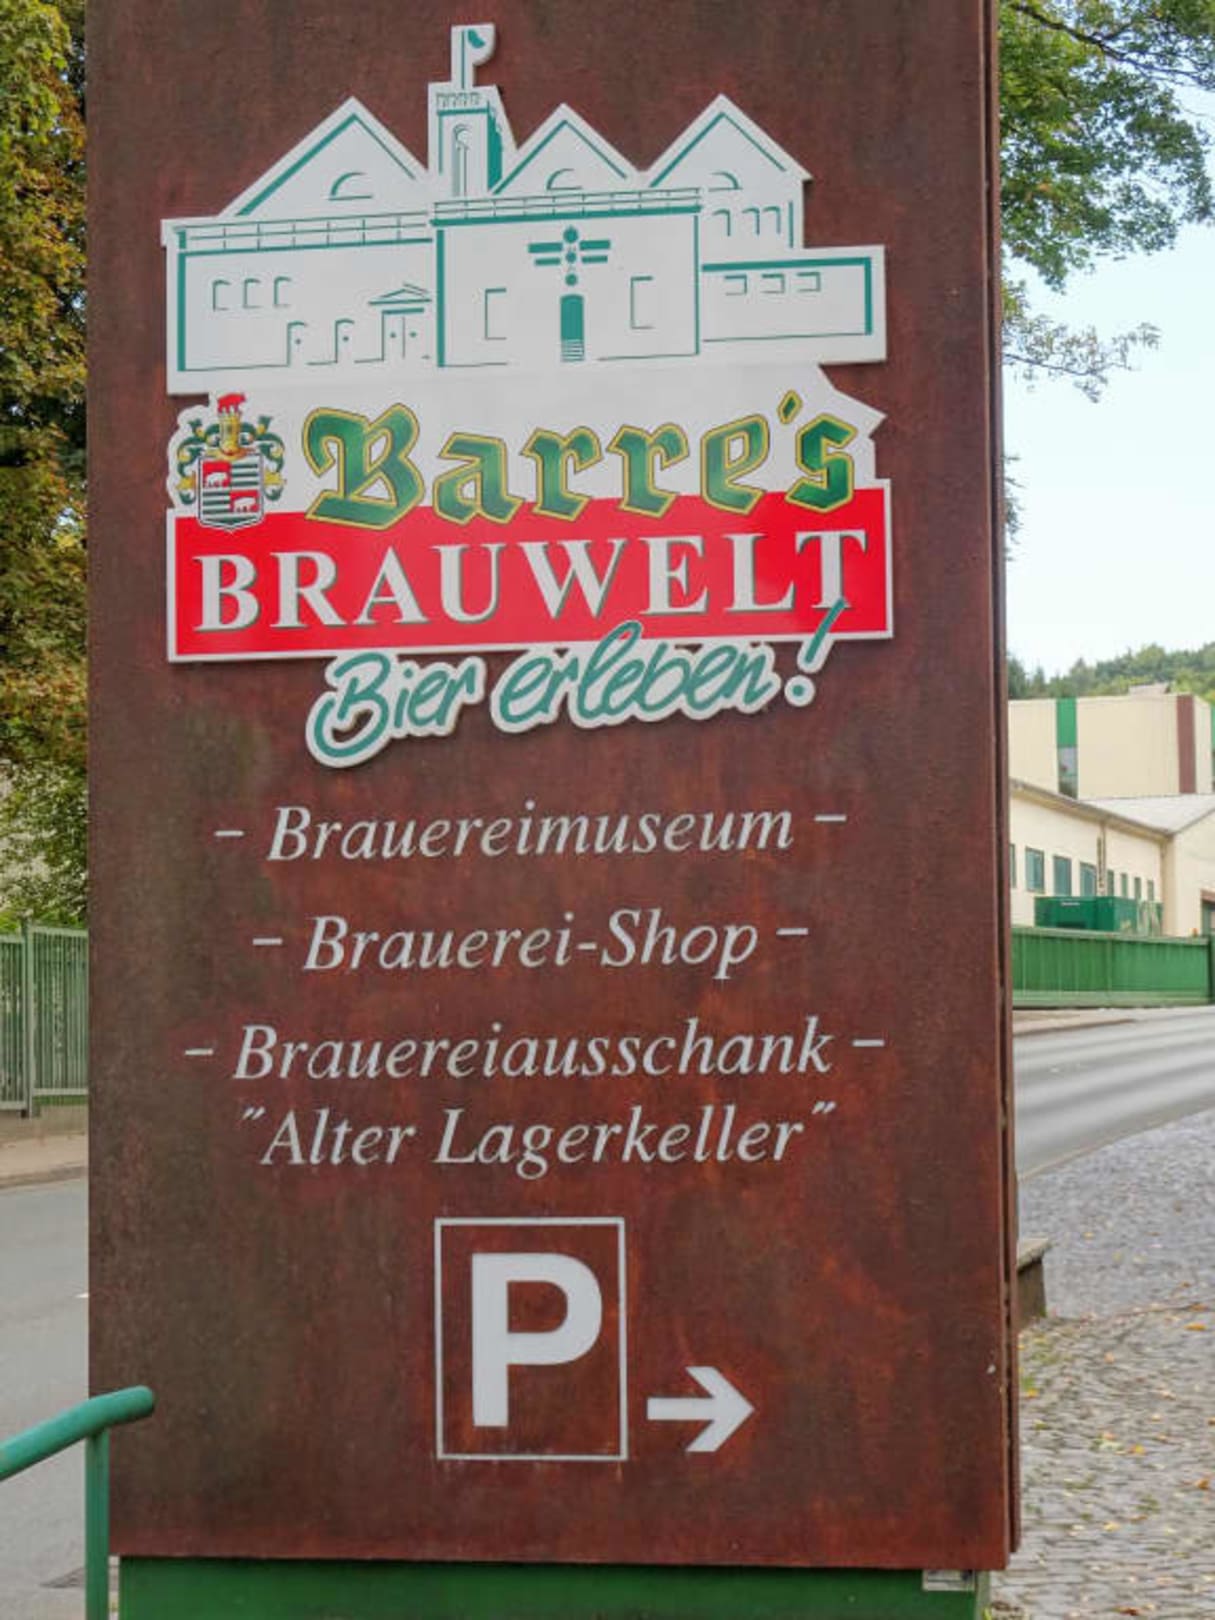 Barre's
BRAUWELT
Bier erleben!
- Brauereimuseum -
- Brauerei-Shop -
- Brauereiausschank -
"Alter Lagerkeller"
P